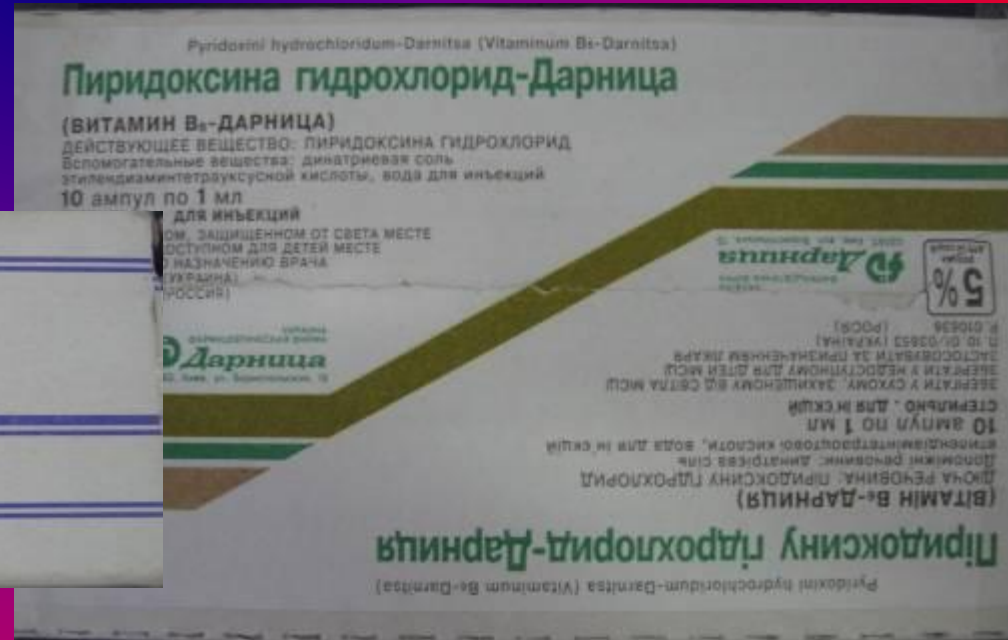 Pyridoxini hydrochloridum-Darnitsa (Vitaminum B₆-Darnitsa)
Пиридоксина гидрохлорид-Дарница
(ВИТАМИН B₆-ДАРНИЦА)
ДЕЙСТВУЮЩЕЕ ВЕЩЕСТВО: ПИРИДОКСИНА ГИДРОХЛОРИД
Вспомогательные вещества: динатриевая соль
этилендиаминтетрауксусной кислоты, вода для инъекций
10 ампул по 1 мл
ДЛЯ ИНЪЕКЦИЙ
ОМ, ЗАЩИЩЕННОМ ОТ СВЕТА МЕСТЕ
ОСТУПНОМ ДЛЯ ДЕТЕЙ МЕСТЕ
НАЗНАЧЕНИЮ ВРАЧА
(УКРАИНА)
(РОССИЯ)
Дарница
Pyridoxini hydrochloridum-Darnitsa (Vitaminum B₆-Darnitsa)
Піридоксину гідрохлорид-Дарниця
(ВІТАМІН B₆-ДАРНИЦЯ)
ДІЮЧА РЕЧОВИНА: ПІРИДОКСИНУ ГІДРОХЛОРИД
Допоміжні речовини: динатрієва сіль
етилендіамінтетраоцтової кислоти, вода для ін'єкцій
10 ампул по 1 мл
СТЕРИЛЬНО. ДЛЯ ІН'ЄКЦІЙ
ЗБЕРІГАТИ У СУХОМУ, ЗАХИЩЕНОМУ ВІД СВІТЛА МІСЦІ
ЗБЕРІГАТИ У НЕДОСТУПНОМУ ДЛЯ ДІТЕЙ МІСЦІ
ЗАСТОСОВУВАТИ ЗА ПРИЗНАЧЕННЯМ ЛІКАРЯ
(УКРАЇНА)
(РОСІЯ)
5%
Дарница